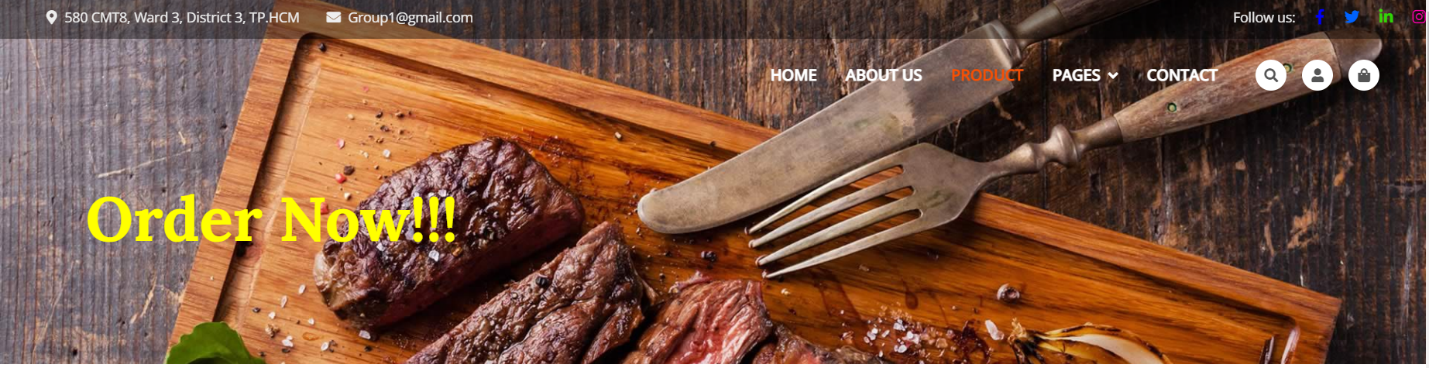 580 CMT8, Ward 3, District 3, TP.HCM Group1@gmail.com Follow us:
HOME ABOUT US PRODUCT PAGES CONTACT
Order Now!!!